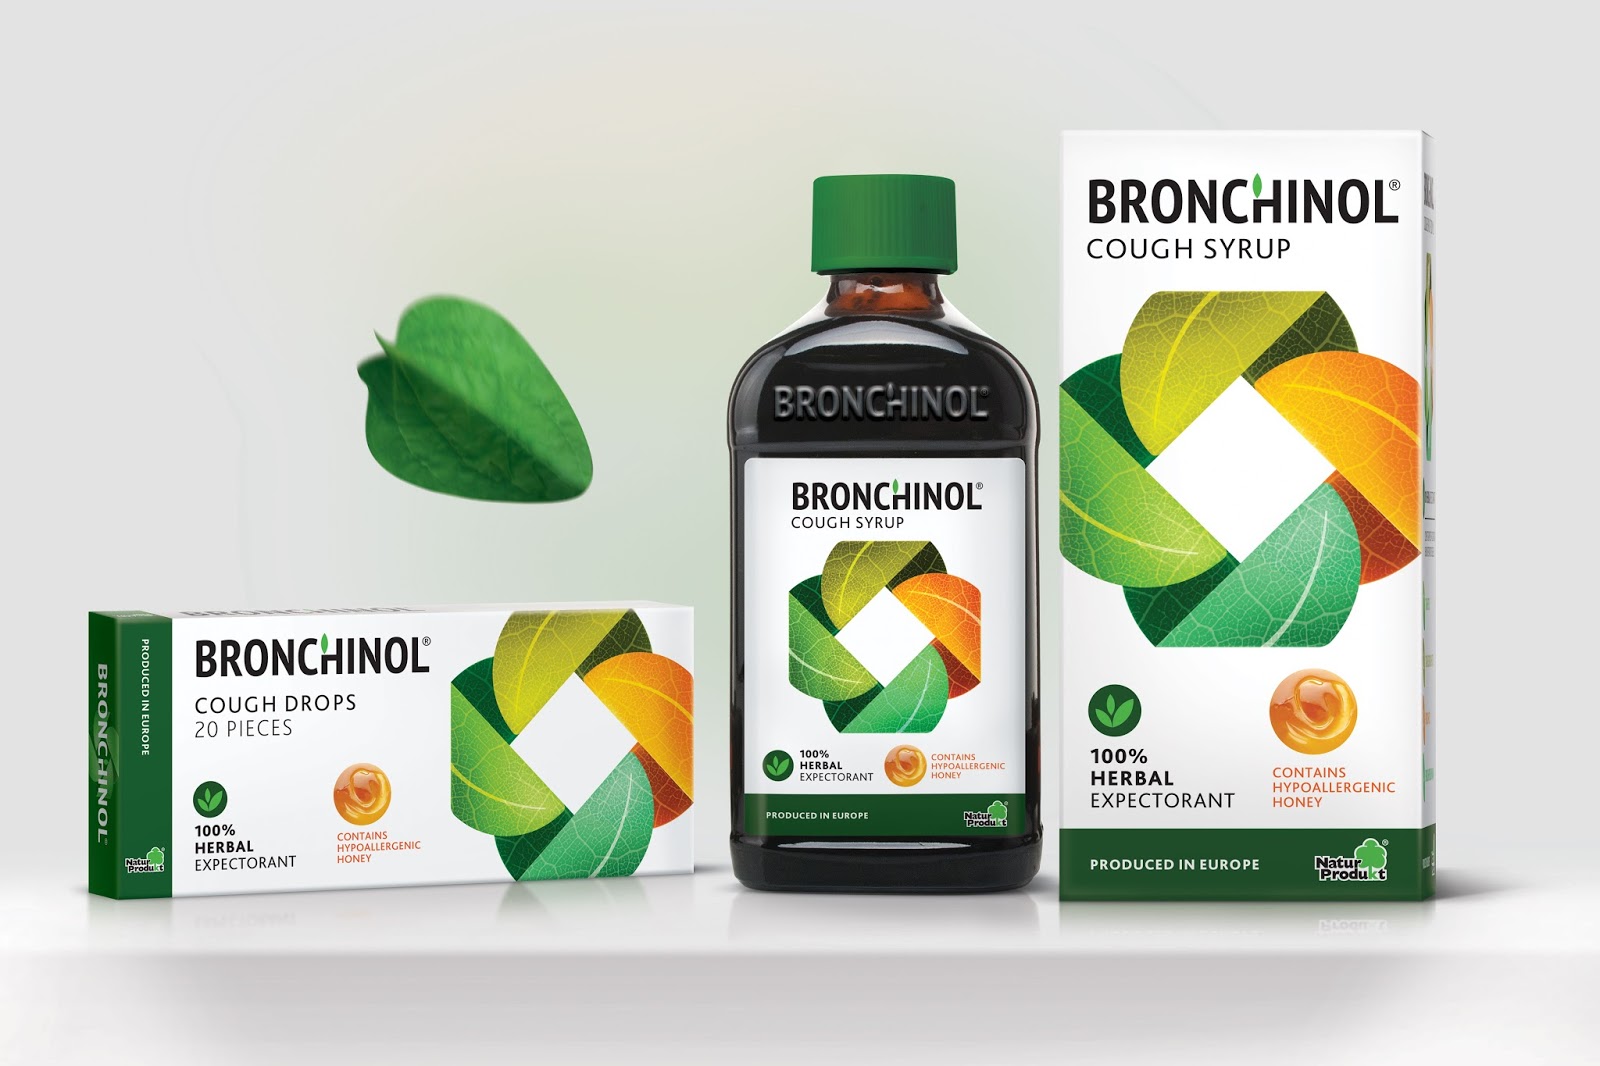 BRONCHINOL®
PRODUCED IN EUROPE
Natur
Produkt
BRONCHINOL
BRONCHINOL®
COUGH DROPS
20 PIECES
100%
HERBAL
EXPECTORANT
CONTAINS
HYPOALLERGENIC
HONEY
BRONCHINOL®
BRONCHINOL®
COUGH SYRUP
100%
HERBAL
EXPECTORANT
CONTAINS
HYPOALLERGENIC
HONEY
PRODUCED IN EUROPE
Natur
Produkt®
BRONCHINOL®
COUGH SYRUP
100%
HERBAL
EXPECTORANT
CONTAINS
HYPOALLERGENIC
HONEY
PRODUCED IN EUROPE
Natur
Produkt®